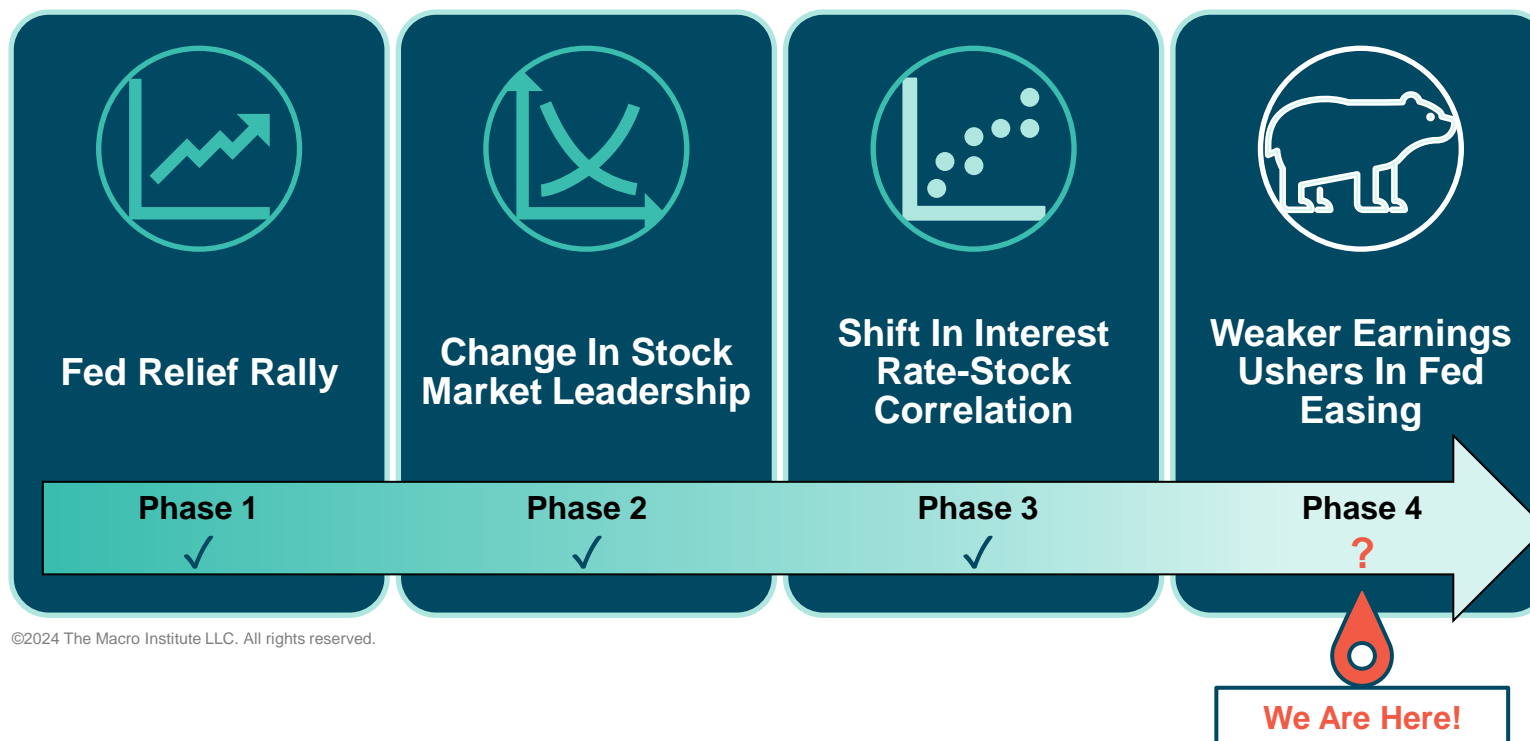 Fed Relief Rally
Change In Stock
Market Leadership
Shift In Interest
Rate-Stock
Correlation
Weaker Earnings
Ushers In Fed
Easing
Phase 1
✓
Phase 2
✓
Phase 3
✓
Phase 4
?
©2024 The Macro Institute LLC. All rights reserved.
We Are Here!